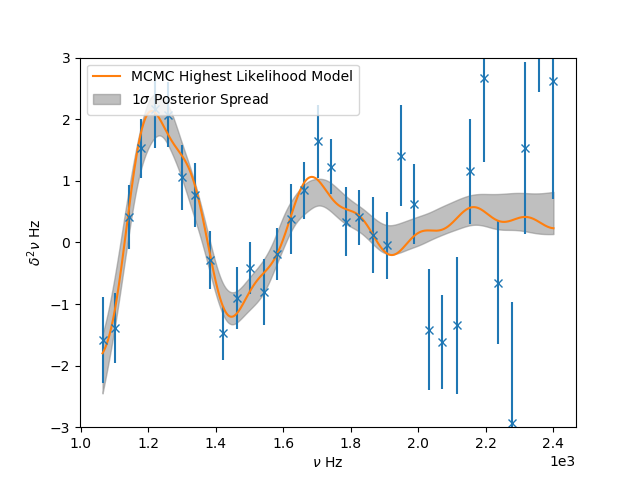 MCMC Highest Likelihood Model
1σ Posterior Spread
3
2
1
0
−1
−2
−3
δ²ν Hz
1.0 1.2 1.4 1.6 1.8 2.0 2.2 2.4
1e3
ν Hz